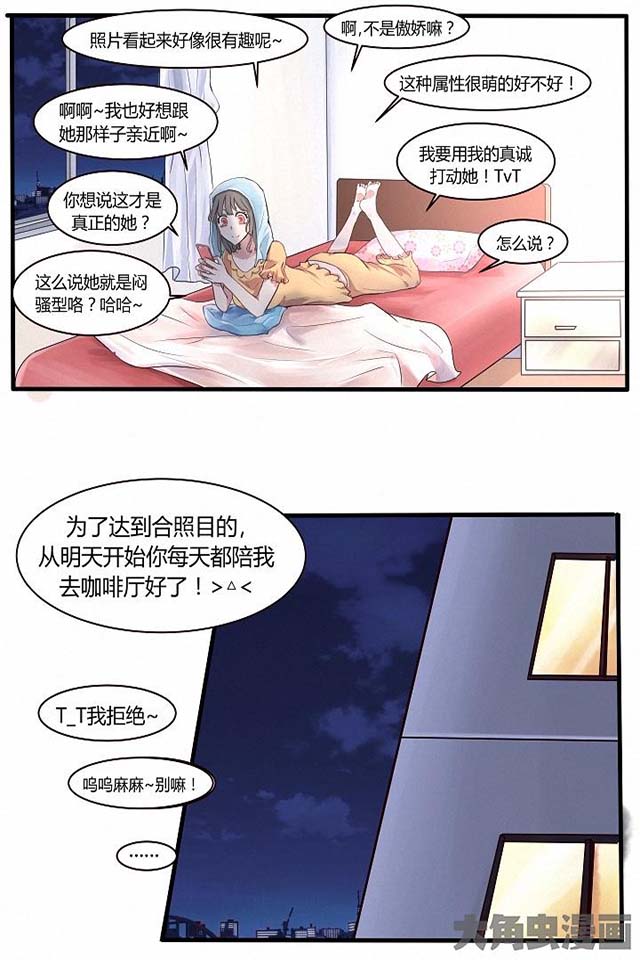 照片看起来好像很有趣呢~
啊，不是傲娇嘛？
这种属性很萌的好不好！
啊啊~我也好想跟
她那样子亲近啊~
我要用我的真诚
打动她！TvT
你想说这才是
真正的她？
怎么说？
这么说她就是闷
骚型咯？哈哈~
为了达到合照目的，
从明天开始你每天都陪我
去咖啡厅好了！>△<
T_T我拒绝~
呜呜麻麻~别嘛！
……
大角虫漫画